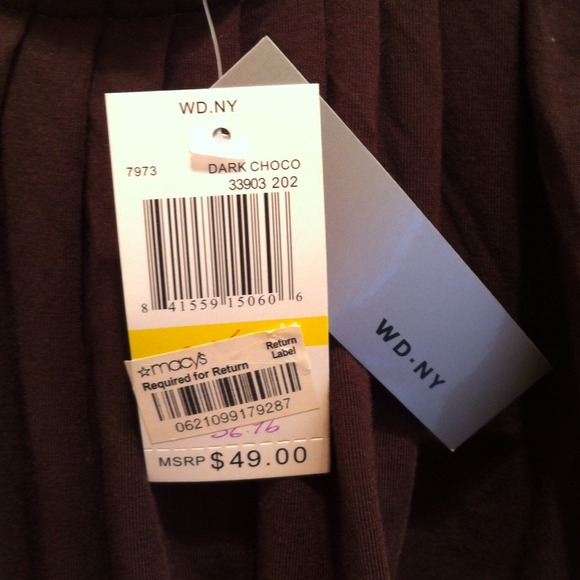 WD.NY
7973 DARK CHOCO
33903 202
8 41559 15060 6
☆macy's Return
Label
Required for Return
0621099179287
MSRP $49.00
WD.NY